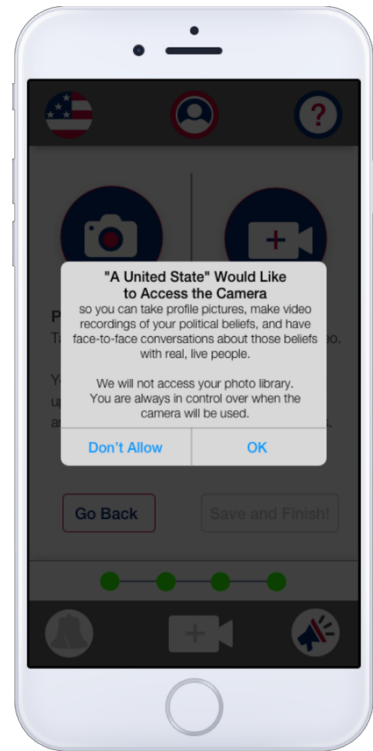 ?
"A United State" Would Like
to Access the Camera
so you can take profile pictures, make video
recordings of your political beliefs, and have
face-to-face conversations about those beliefs
with real, live people.
We will not access your photo library.
You are always in control over when the
camera will be used.
Don't Allow
OK
Go Back
Save and Finish!